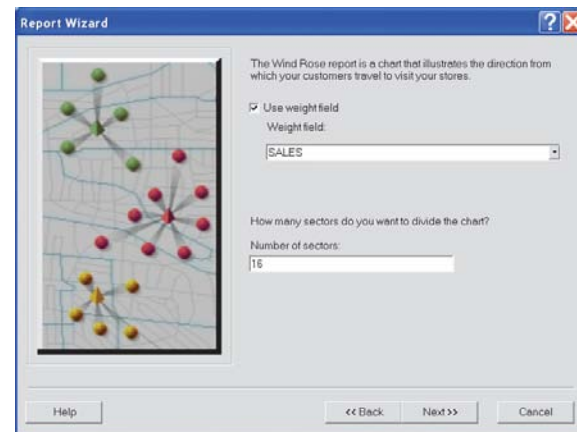 Report Wizard
The Wind Rose report is a chart that illustrates the direction from
which your customers travel to visit your stores.
Use weight field
Weight field:
SALES
How many sectors do you want to divide the chart?
Number of sectors:
16
Help
<< Back
Next >>
Cancel